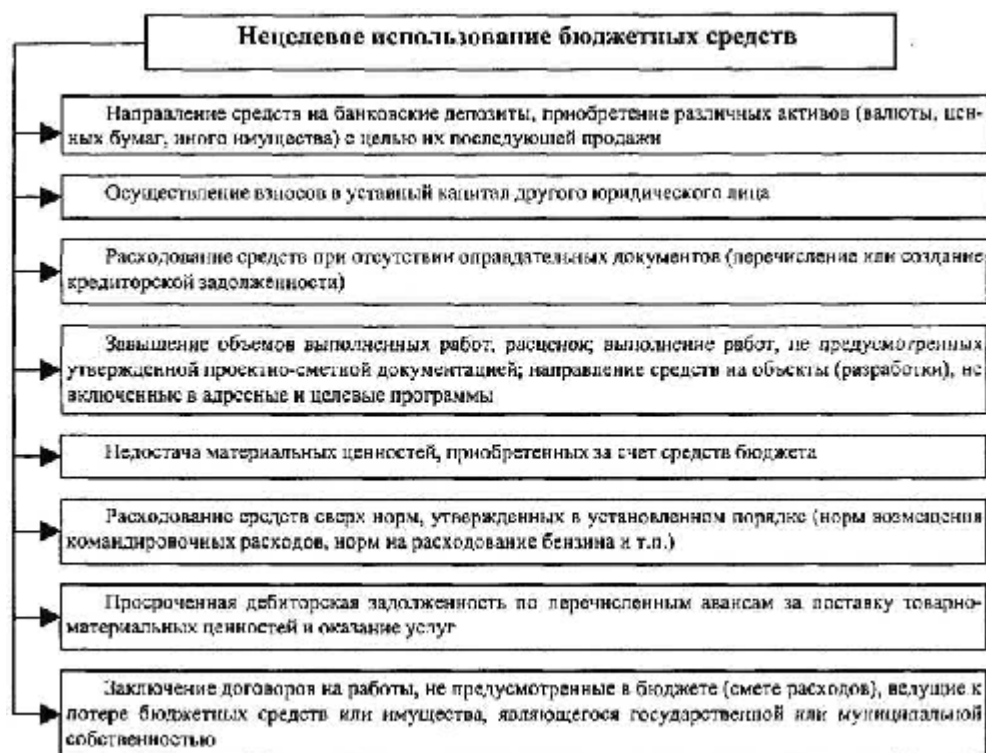 Нецелевое использование бюджетных средств
Направление средств на банковские депозиты, приобретение различных активов (валюты, цен-
ных бумаг, иного имущества) с целью их последующей продажи
Осуществление взносов в уставный капитал другого юридического лица
Расходование средств при отсутствии оправдательных документов (перечисление или создание
кредиторской задолженности)
Завышение объемов выполненных работ, расценок; выполнение работ, не предусмотренных
утвержденной проектно-сметной документацией; направление средств на объекты (разработки), не
включенные в адресные и целевые программы
Недостача материальных ценностей, приобретенных за счет средств бюджета
Расходование средств сверх норм, утвержденных в установленном порядке (нормы возмещения
командировочных расходов, норм на расходование бензина и т.п.)
Просроченная дебиторская задолженность по перечисленным авансам за поставку товарно-
материальных ценностей и оказание услуг
Заключение договоров на работы, не предусмотренные в бюджете (смете расходов), ведущие к
потере бюджетных средств или имущества, являющегося государственной или муниципальной
собственностью